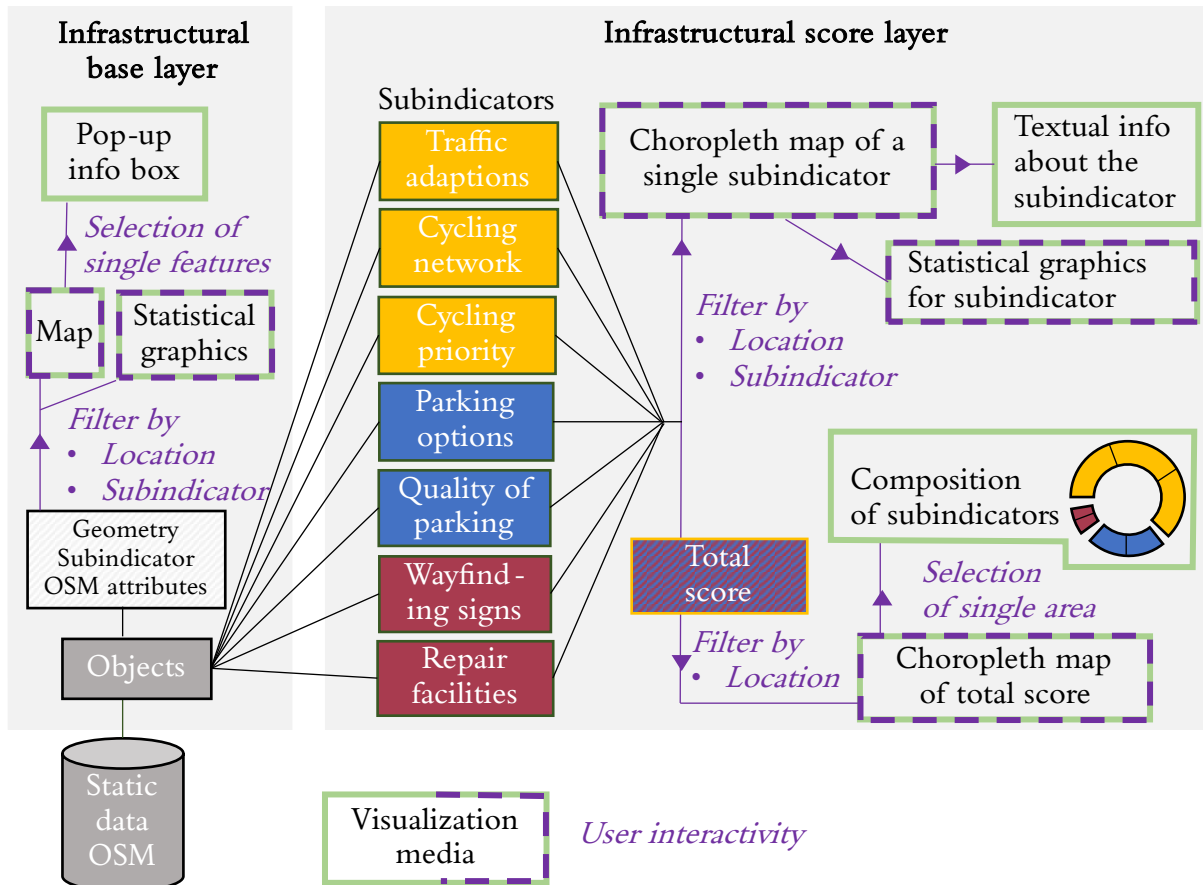 Infrastructural
base layer
Pop-up
info box
Selection of
single features
Map
Statistical
graphics
Filter by
• Location
• Subindicator
Geometry
Subindicator
OSM attributes
Objects
Static
data
OSM
Infrastructural score layer
Subindicators
Traffic
adaptions
Cycling
network
Cycling
priority
Parking
options
Quality of
parking
Wayfind-
ing signs
Repair
facilities
Choropleth map of a
single subindicator
Textual info
about the
subindicator
Statistical graphics
for subindicator
Filter by
• Location
• Subindicator
Composition
of subindicators
Total
score
Selection
of single area
Filter by
• Location
Choropleth map
of total score
Visualization
media
User interactivity